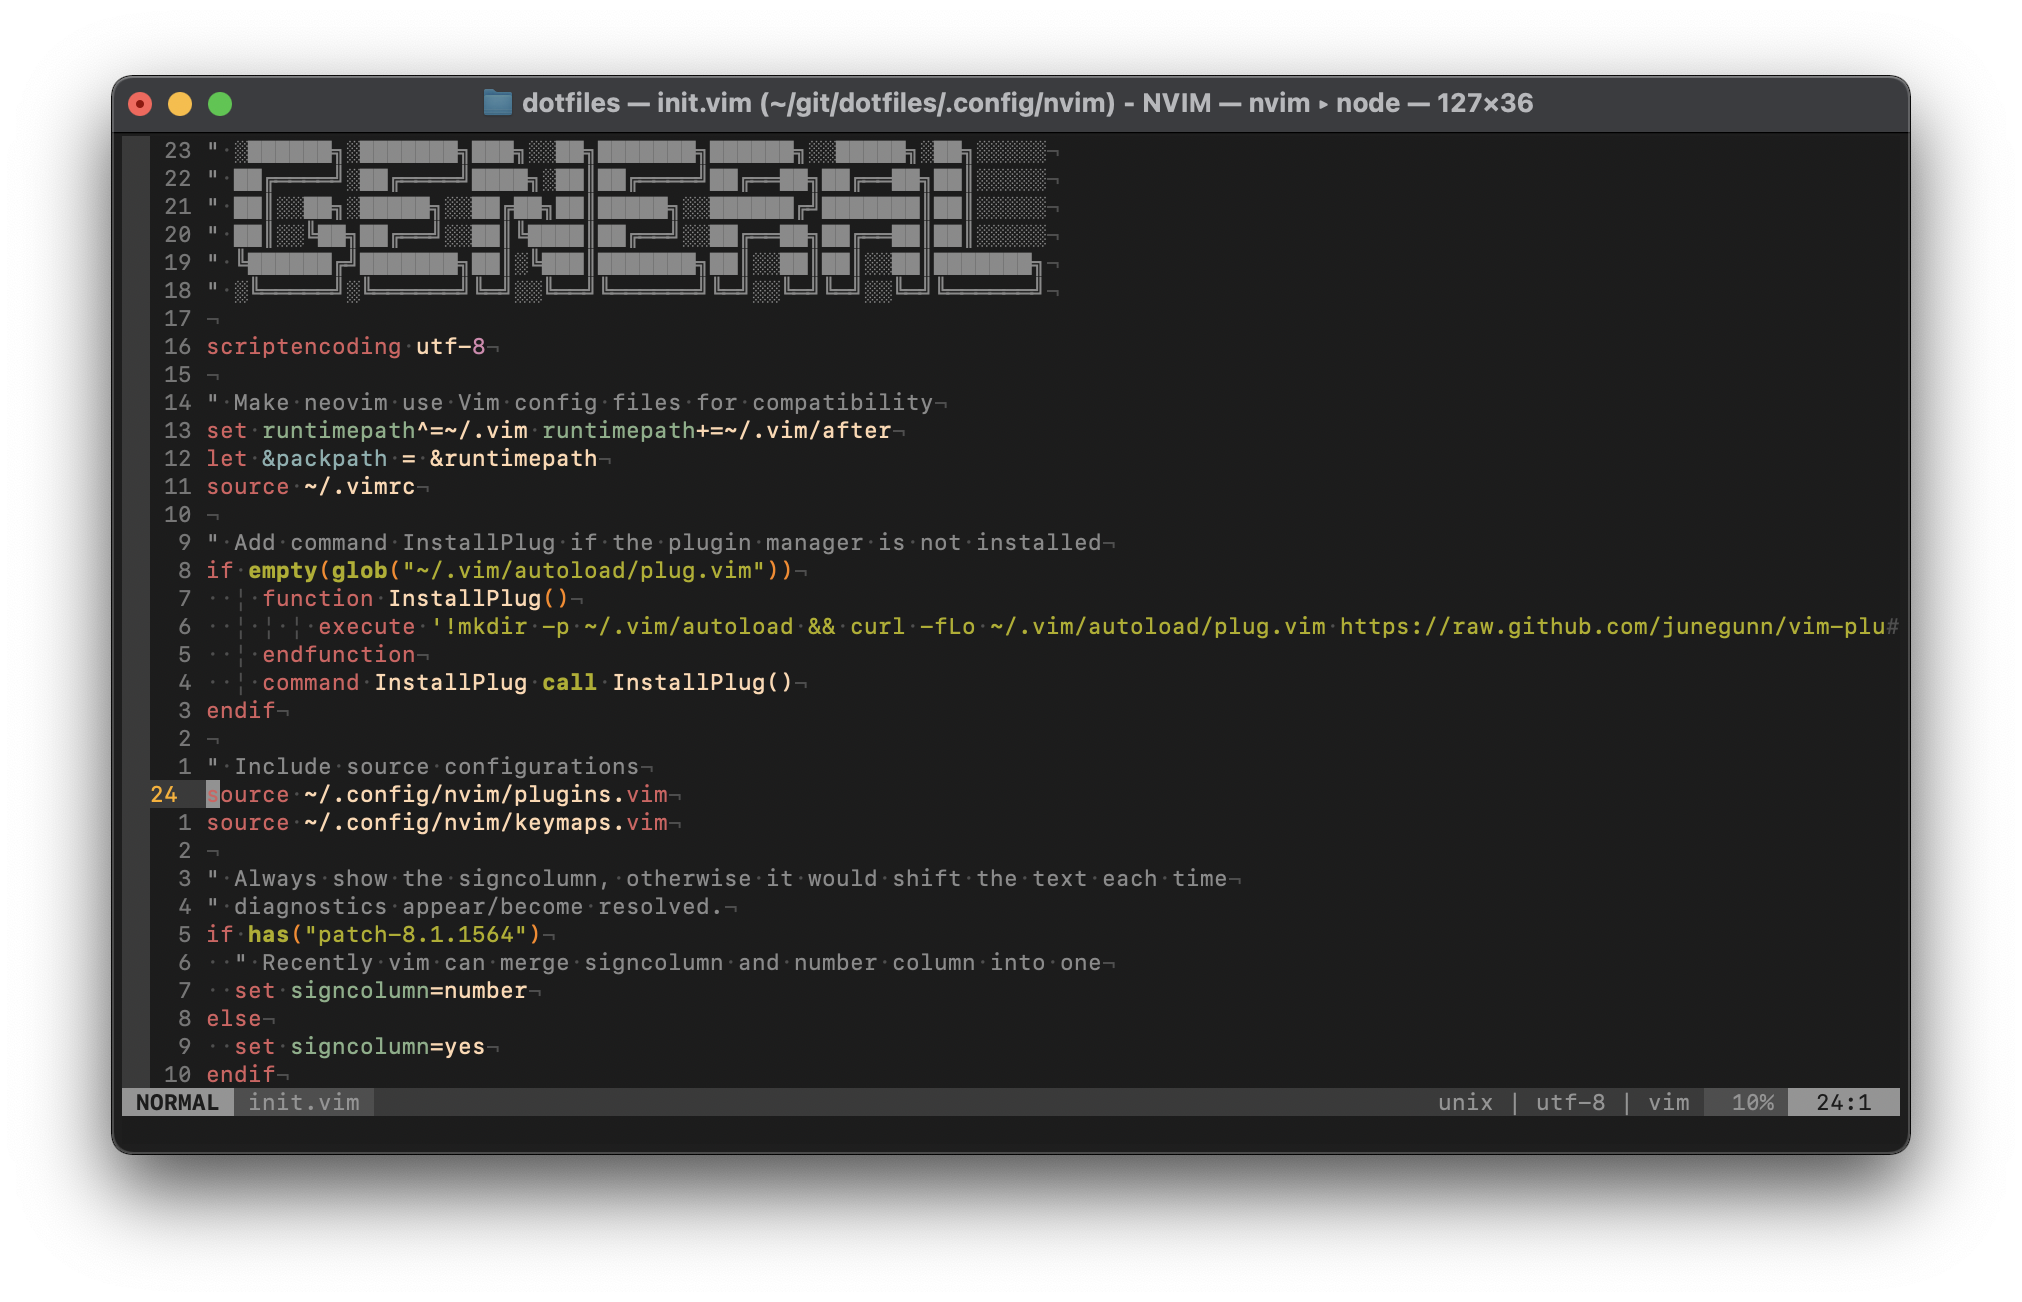 dotfiles — init.vim (~/git/dotfiles/.config/nvim) - NVIM — nvim ▸ node — 127×36
23 " ░██████╗░███████╗███╗░░██╗███████╗██████╗░░█████╗░██╗░░░░░¬
22 " ██╔════╝░██╔════╝████╗░██║██╔════╝██╔══██╗██╔══██╗██║░░░░░¬
21 " ██║░░██╗░█████╗░░██╔██╗██║█████╗░░██████╔╝███████║██║░░░░░¬
20 " ██║░░╚██╗██╔══╝░░██║╚████║██╔══╝░░██╔══██╗██╔══██║██║░░░░░¬
19 " ╚██████╔╝███████╗██║░╚███║███████╗██║░░██║██║░░██║███████╗¬
18 " ░╚═════╝░╚══════╝╚═╝░░╚══╝╚══════╝╚═╝░░╚═╝╚═╝░░╚═╝╚══════╝¬
17 ¬
16 scriptencoding·utf-8¬
15 ¬
14 "·Make·neovim·use·Vim·config·files·for·compatibility¬
13 set·runtimepath^=~/.vim·runtimepath+=~/.vim/after¬
12 let·&packpath·=·&runtimepath¬
11 source·~/.vimrc¬
10 ¬
9 "·Add·command·InstallPlug·if·the·plugin·manager·is·not·installed¬
8 if·empty(glob("~/.vim/autoload/plug.vim"))¬
7 ··¦·function·InstallPlug()¬
6 ··¦·¦·¦·execute·'!mkdir·-p·~/.vim/autoload·&&·curl·-fLo·~/.vim/autoload/plug.vim·https://raw.github.com/junegunn/vim-plu#
5 ··¦·endfunction¬
4 ··¦·command·InstallPlug·call·InstallPlug()¬
3 endif¬
2 ¬
1 "·Include·source·configurations¬
24 source·~/.config/nvim/plugins.vim¬
1 source·~/.config/nvim/keymaps.vim¬
2 ¬
3 "·Always·show·the·signcolumn,·otherwise·it·would·shift·the·text·each·time¬
4 "·diagnostics·appear/become·resolved.¬
5 if·has("patch-8.1.1564")¬
6 ··"·Recently·vim·can·merge·signcolumn·and·number·column·into·one¬
7 ··set·signcolumn=number¬
8 else¬
9 ··set·signcolumn=yes¬
10 endif¬
NORMAL init.vim unix | utf-8 | vim 10% 24:1